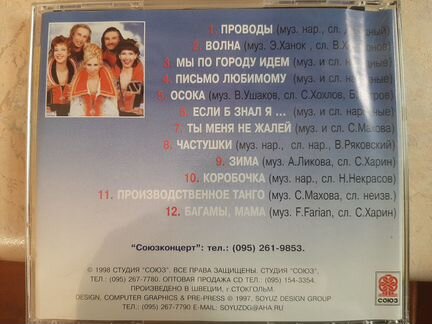 1. ПРОВОДЫ (муз. нар., сл.
2. ВОЛНА (муз. Э.Ханок , сл.
3. МЫ ПО ГОРОДУ ИДЕМ (муз. и сл.
4. ПИСЬМО ЛЮБИМОМУ (муз. и сл.
5. ОСОКА (муз. В.Ушаков, сл. С.Хохлов,
6. ЕСЛИ Б ЗНАЛ Я ... (муз. и сл.
7. ТЫ МЕНЯ НЕ ЖАЛЕЙ (муз. и сл. С.Махова)
8. ЧАСТУШКИ (муз. нар., сл. нар., В.Ряковский)
9. ЗИМА (муз. А.Ликова, сл. С.Харин)
10. КОРОБОЧКА (муз. нар., сл. Н.Некрасов)
11. ПРОИЗВОДСТВЕННОЕ ТАНГО (муз. С.Махова, сл. неизв.)
12. БАГАМЫ, МАМА (муз. F.Farian, сл. С.Харин)
"Союзконцерт": тел.: (095) 261-9853.
© 1998 СТУДИЯ "СОЮЗ". ВСЕ ПРАВА ЗАЩИЩЕНЫ. СТУДИЯ "СОЮЗ",
ТЕЛ.: (095) 267-7780. ОПТОВАЯ ПРОДАЖА CD ТЕЛ.: (095) 154-3354.
ПРОИЗВЕДЕНО В ШВЕЦИИ, г.СТОКГОЛЬМ.
DESIGN, COMPUTER GRAPHICS & PRE-PRESS © 1997, SOYUZ DESIGN GROUP
ТЕЛ.: (095) 267-7790 E-MAIL: SOYUZDG@AHA.RU
СОЮЗ